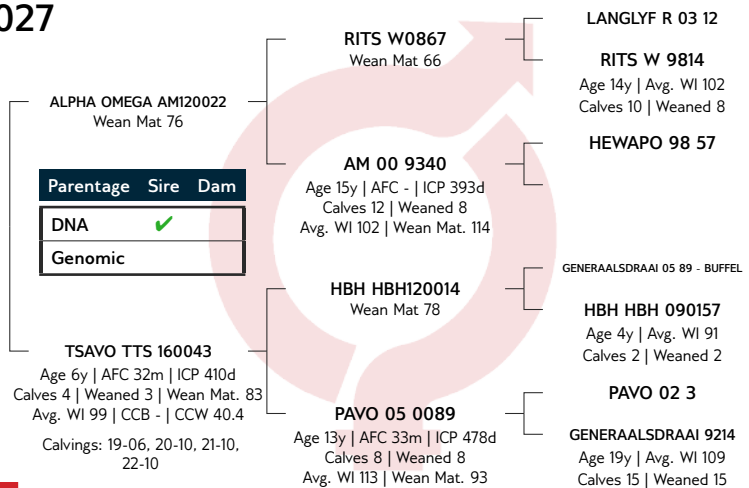 027
ALPHA OMEGA AM120022
Wean Mat 76
Parentage Sire Dam
DNA ✔
Genomic
TSAVO TTS 160043
Age 6y | AFC 32m | ICP 410d
Calves 4 | Weaned 3 | Wean Mat. 83
Avg. WI 99 | CCB - | CCW 40.4
Calvings: 19-06, 20-10, 21-10,
22-10
RITS W0867
Wean Mat 66
AM 00 9340
Age 15y | AFC - | ICP 393d
Calves 12 | Weaned 8
Avg. WI 102 | Wean Mat. 114
HBH HBH120014
Wean Mat 78
PAVO 05 0089
Age 13y | AFC 33m | ICP 478d
Calves 8 | Weaned 8
Avg. WI 113 | Wean Mat. 93
LANGLYF R 03 12
RITS W 9814
Age 14y | Avg. WI 102
Calves 10 | Weaned 8
HEWAPO 98 57
GENERAALSDRAAI 05 89 - BUFFEL
HBH HBH 090157
Age 4y | Avg. WI 91
Calves 2 | Weaned 2
PAVO 02 3
GENERAALSDRAAI 9214
Age 19y | Avg. WI 109
Calves 15 | Weaned 15